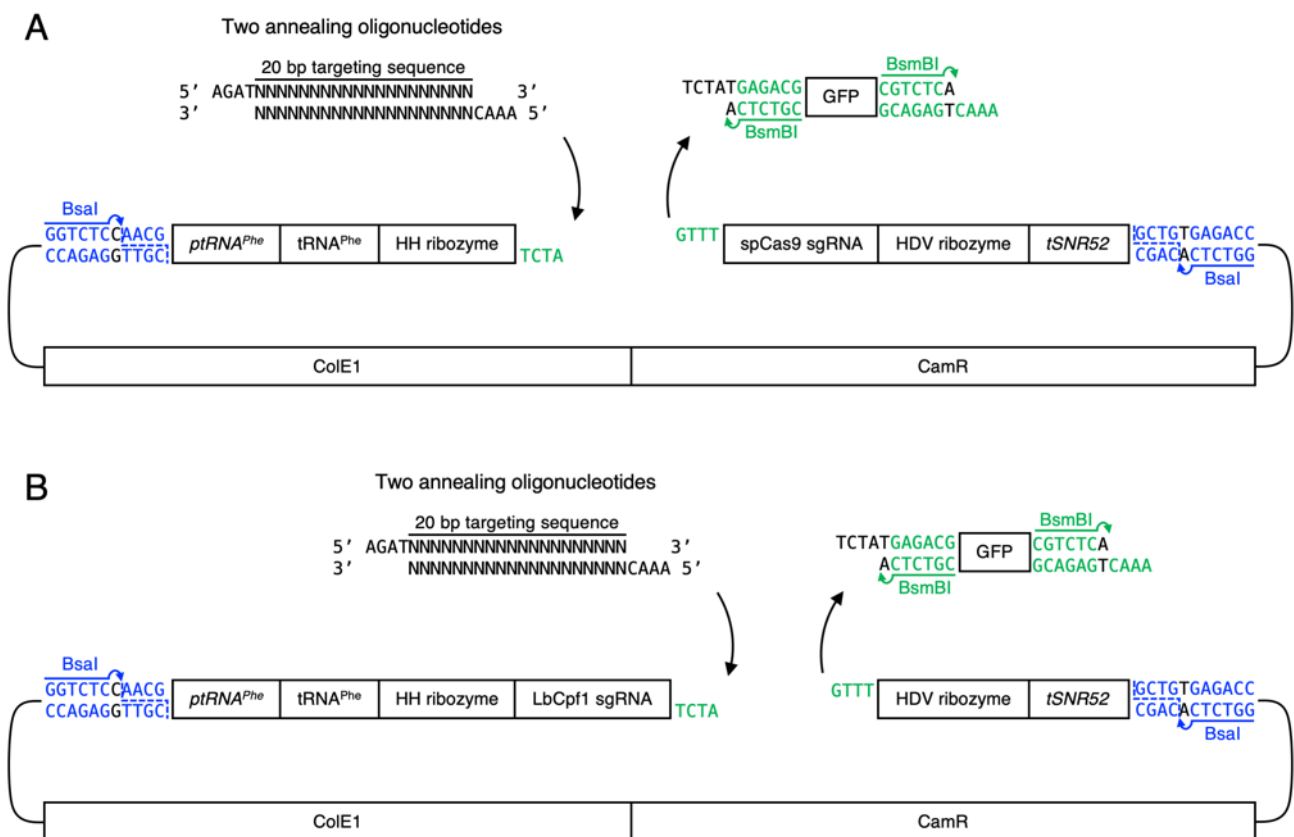 A
Two annealing oligonucleotides
20 bp targeting sequence
5’ AGATNNNNNNNNNNNNNNNNNNNN 3’
3’ NNNNNNNNNNNNNNNNNNNNCAAA 5’
BsmBI
TCTATGAGACG GFP CGTCTCA
ACTCTGC GCAGAGTCAAA
BsmBI
BsaI
GGTCTCCAACG ptRNAPhe tRNAPhe HH ribozyme GTTT spCas9 sgRNA HDV ribozyme tSNR52 GCTGTGAGACC
CCAGAGGTTGC TCTA CGACACTCTGG
BsaI
ColE1 CamR
B
Two annealing oligonucleotides
20 bp targeting sequence
5’ AGATNNNNNNNNNNNNNNNNNNNN 3’
3’ NNNNNNNNNNNNNNNNNNNNCAAA 5’
BsmBI
TCTATGAGACG GFP CGTCTCA
ACTCTGC GCAGAGTCAAA
BsmBI
BsaI
GGTCTCCAACG ptRNAPhe tRNAPhe HH ribozyme LbCpf1 sgRNA GTTT HDV ribozyme tSNR52 GCTGTGAGACC
CCAGAGGTTGC TCTA CGACACTCTGG
BsaI
ColE1 CamR